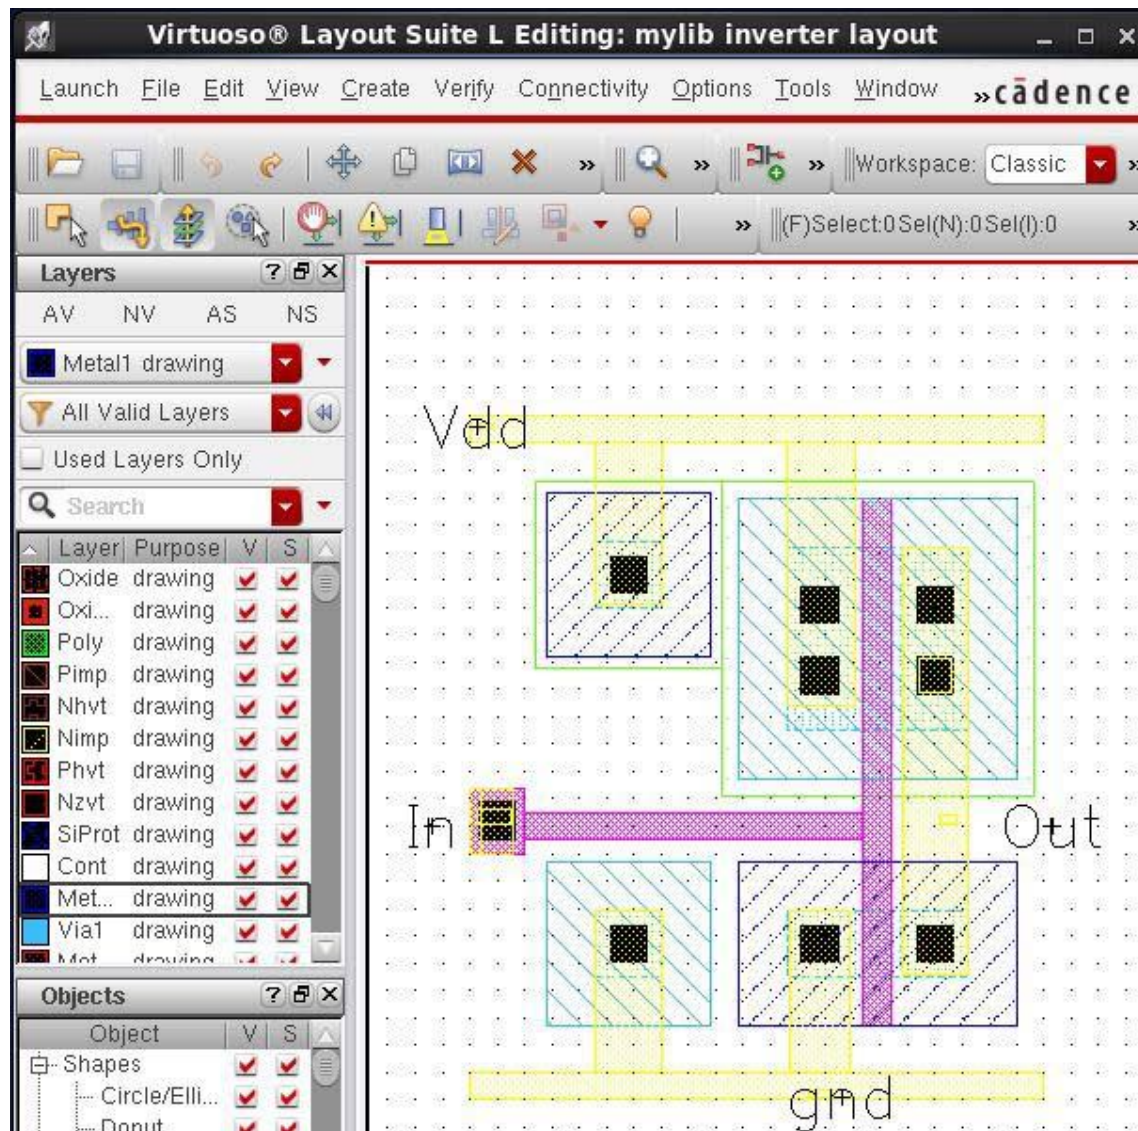 Virtuoso® Layout Suite L Editing: mylib inverter layout
Launch File Edit View Create Verify Connectivity Options Tools Window » cādence
» » » Workspace: Classic »
» (F)Select:0 Sel(N):0 Sel(I):0 »
Layers
AV NV AS NS
Metal1 drawing
All Valid Layers
Used Layers Only
Search
Layer Purpose V S
Oxide drawing
Oxi... drawing
Poly drawing
Pimp drawing
Nhvt drawing
Nimp drawing
Phvt drawing
Nzvt drawing
SiProt drawing
Cont drawing
Met... drawing
Via1 drawing
Met drawing
Objects
Object V S
Shapes
Circle/Elli...
Donut
Vdd
In
Out
gnd